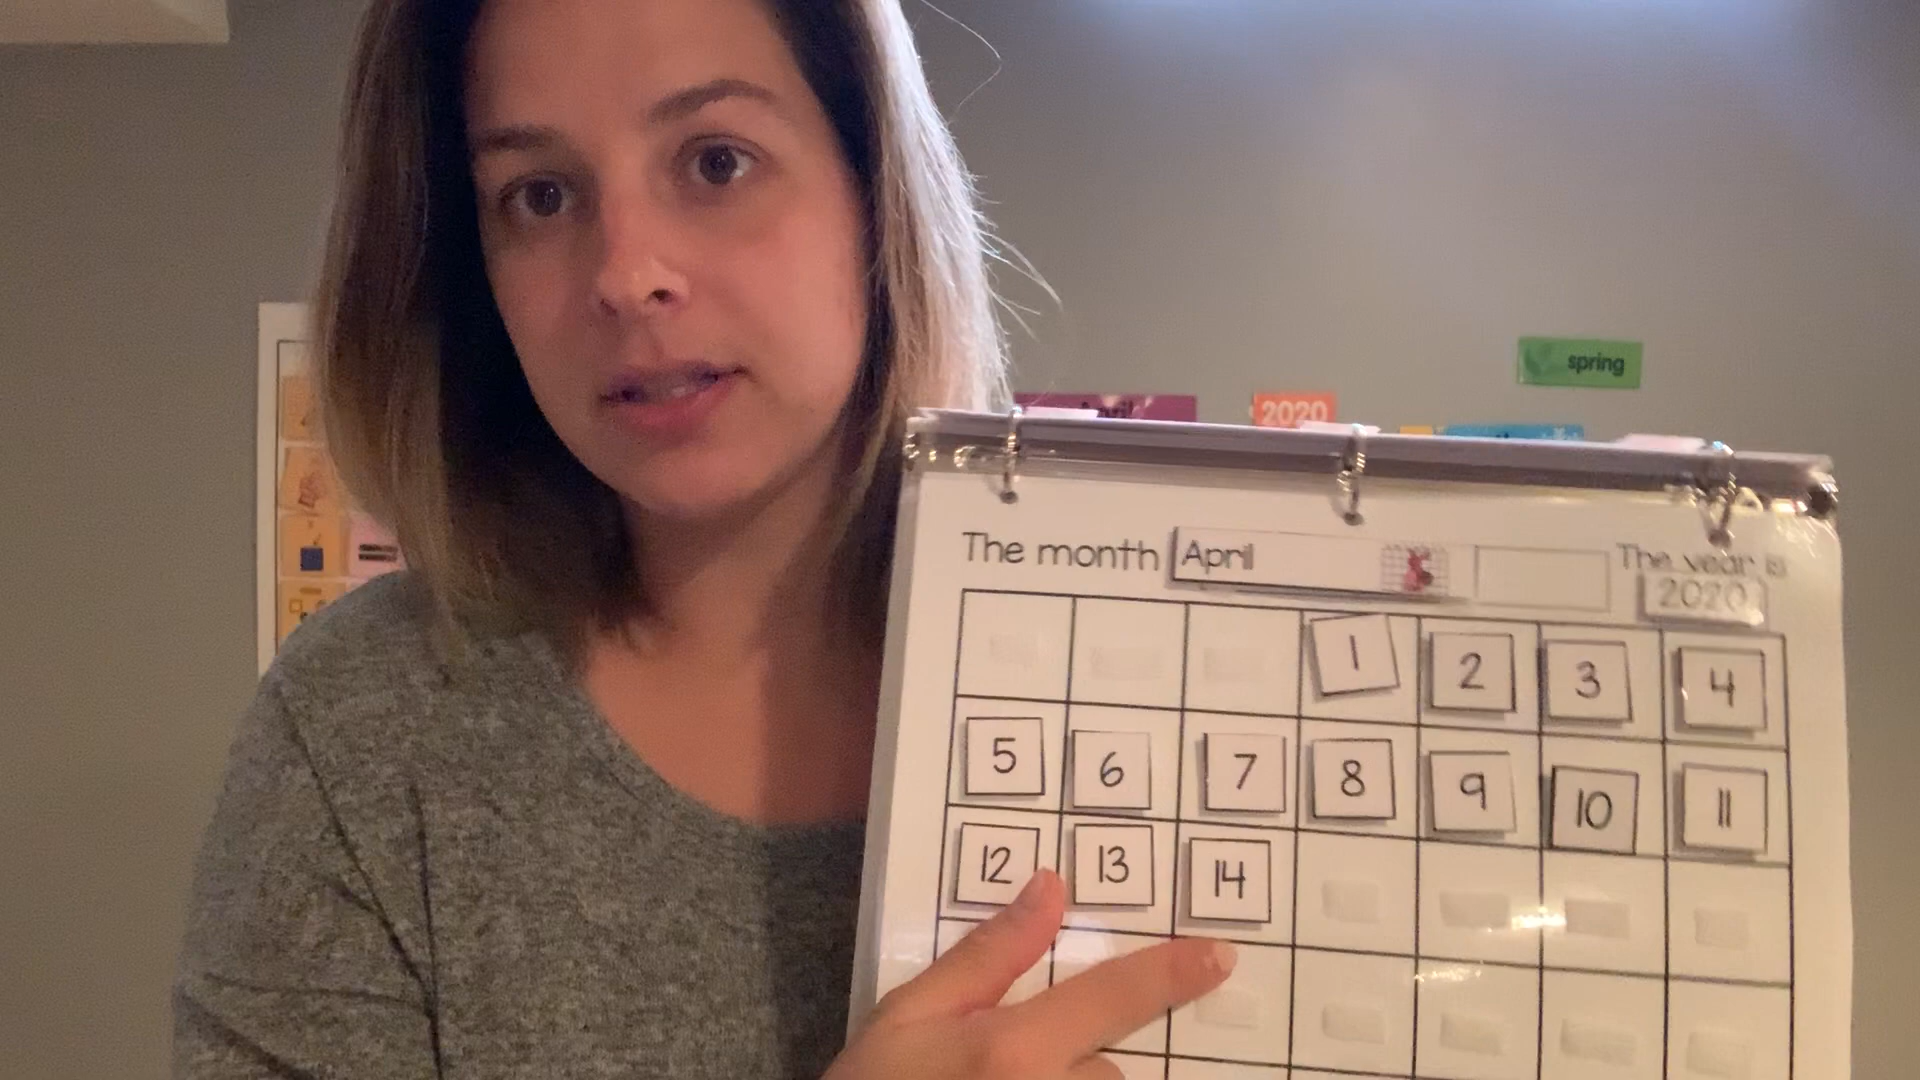 spring
April
2020
The month April The year is
2020
1 2 3 4
5 6 7 8 9 10 11
12 13 14